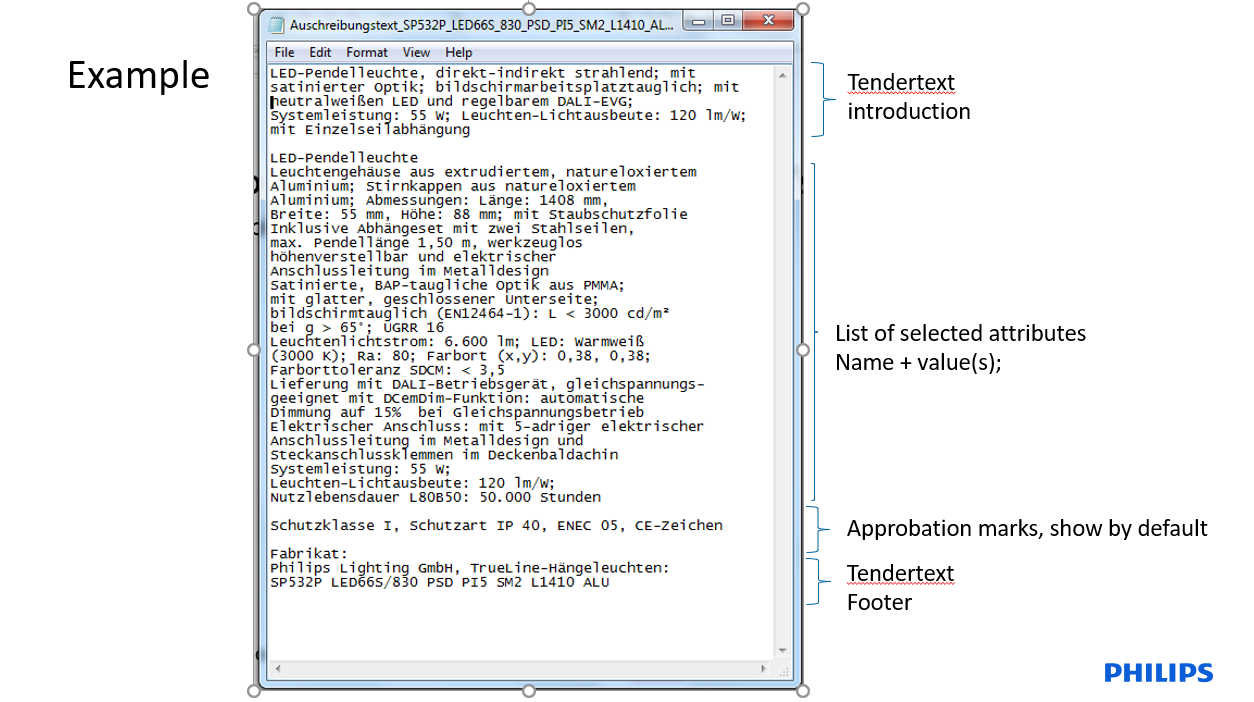 Example
Auschreibungstext_SP532P_LED66S_830_PSD_PI5_SM2_L1410_AL...
File Edit Format View Help
LED-Pendelleuchte, direkt-indirekt strahlend; mit
satinierter Optik; bildschirmarbeitsplatztauglich; mit
neutralweißen LED und regelbarem DALI-EVG;
Systemleistung: 55 W; Leuchten-Lichtausbeute: 120 lm/W;
mit Einzelseilabhängung
LED-Pendelleuchte
Leuchtengehäuse aus extrudiertem, natureloxiertem
Aluminium; Stirnkappen aus natureloxiertem
Aluminium; Abmessungen: Länge: 1408 mm,
Breite: 55 mm, Höhe: 88 mm; mit Staubschutzfolie
Inklusive Abhängeset mit zwei Stahlseilen,
max. Pendellänge 1,50 m, werkzeuglos
höhenverstellbar und elektrischer
Anschlussleitung im Metalldesign
Satinierte, BAP-taugliche Optik aus PMMA;
mit glatter, geschlossener Unterseite;
bildschirmtauglich (EN12464-1): L < 3000 cd/m²
bei g > 65°; UGRR 16
Leuchtenlichtstrom: 6.600 lm; LED: Warmweiß
(3000 K); Ra: 80; Farbort (x,y): 0,38, 0,38;
Farborttoleranz SDCM: < 3,5
Lieferung mit DALI-Betriebsgerät, gleichspannungs-
geeignet mit DCemDim-Funktion: automatische
Dimmung auf 15%  bei Gleichspannungsbetrieb
Elektrischer Anschluss: mit 5-adriger elektrischer
Anschlussleitung im Metalldesign und
Steckanschlussklemmen im Deckenbaldachin
Systemleistung: 55 W;
Leuchten-Lichtausbeute: 120 lm/W;
Nutzlebensdauer L80B50: 50.000 Stunden
Schutzklasse I, Schutzart IP 40, ENEC 05, CE-Zeichen
Fabrikat:
Philips Lighting GmbH, TrueLine-Hängeleuchten:
SP532P LED66S/830 PSD PI5 SM2 L1410 ALU
Tendertext
introduction
List of selected attributes
Name + value(s);
Approbation marks, show by default
Tendertext
Footer
PHILIPS